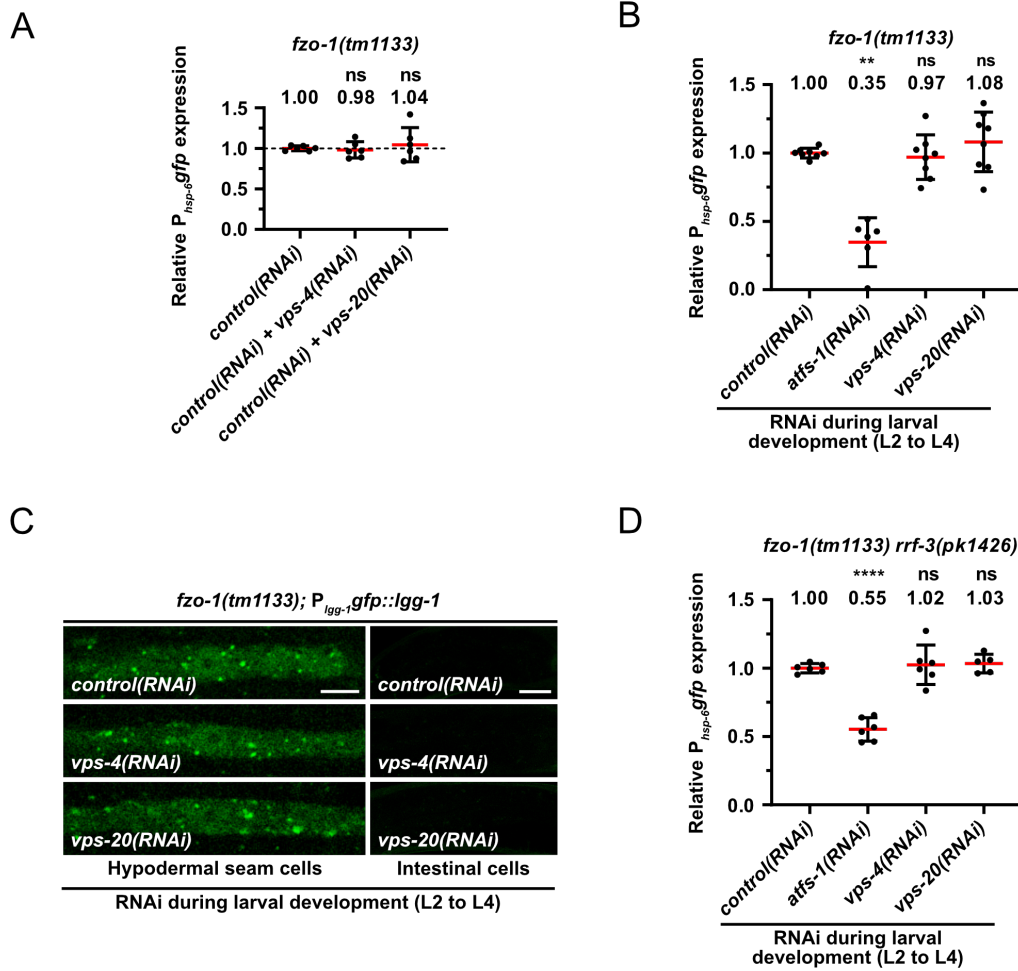 A
fzo-1(tm1133)
ns ns
1.00 0.98 1.04
Relative Phsp-6gfp expression
1.5
1.0
0.5
0.0
control(RNAi)
control(RNAi) + vps-4(RNAi)
control(RNAi) + vps-20(RNAi)
B
fzo-1(tm1133)
** ns ns
1.00 0.35 0.97 1.08
Relative Phsp-6gfp expression
1.5
1.0
0.5
0.0
control(RNAi)
atfs-1(RNAi)
vps-4(RNAi)
vps-20(RNAi)
RNAi during larval
development (L2 to L4)
C
fzo-1(tm1133); Plgg-1gfp::lgg-1
control(RNAi) control(RNAi)
vps-4(RNAi) vps-4(RNAi)
vps-20(RNAi) vps-20(RNAi)
Hypodermal seam cells Intestinal cells
RNAi during larval development (L2 to L4)
D
fzo-1(tm1133) rrf-3(pk1426)
**** ns ns
1.00 0.55 1.02 1.03
Relative Phsp-6gfp expression
1.5
1.0
0.5
0.0
control(RNAi)
atfs-1(RNAi)
vps-4(RNAi)
vps-20(RNAi)
RNAi during larval
development (L2 to L4)